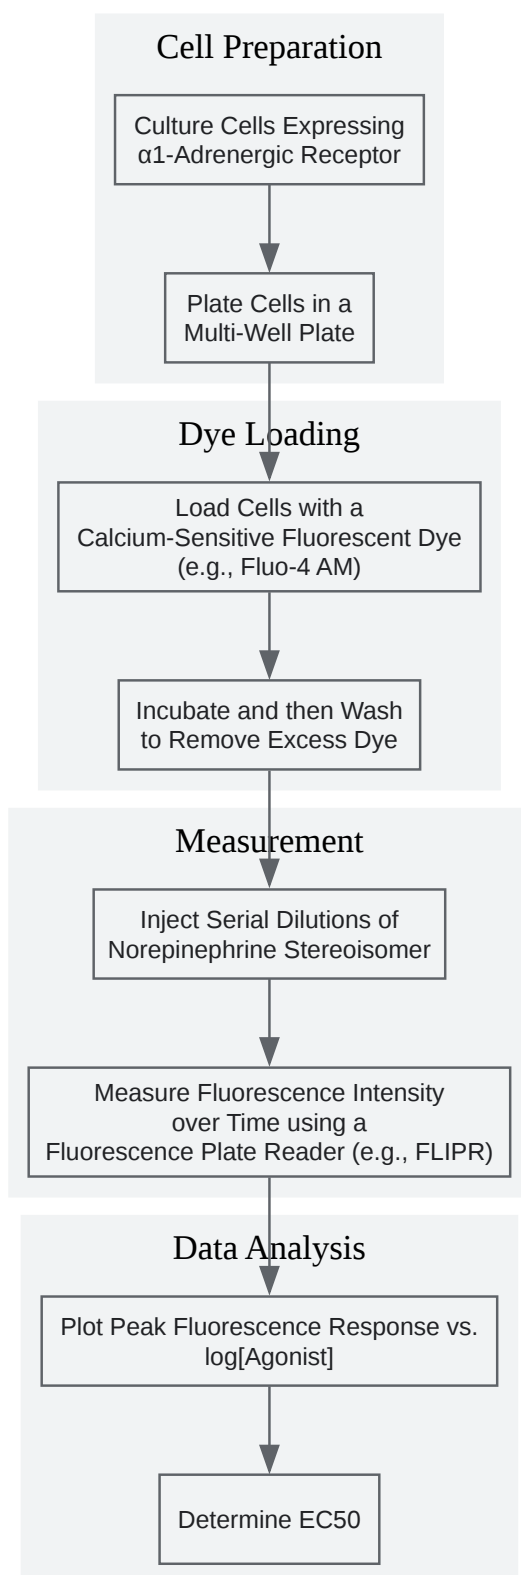 Cell Preparation
Culture Cells Expressing
α1-Adrenergic Receptor
Plate Cells in a
Multi-Well Plate
Dye Loading
Load Cells with a
Calcium-Sensitive Fluorescent Dye
(e.g., Fluo-4 AM)
Incubate and then Wash
to Remove Excess Dye
Measurement
Inject Serial Dilutions of
Norepinephrine Stereoisomer
Measure Fluorescence Intensity
over Time using a
Fluorescence Plate Reader (e.g., FLIPR)
Data Analysis
Plot Peak Fluorescence Response vs.
log[Agonist]
Determine EC50